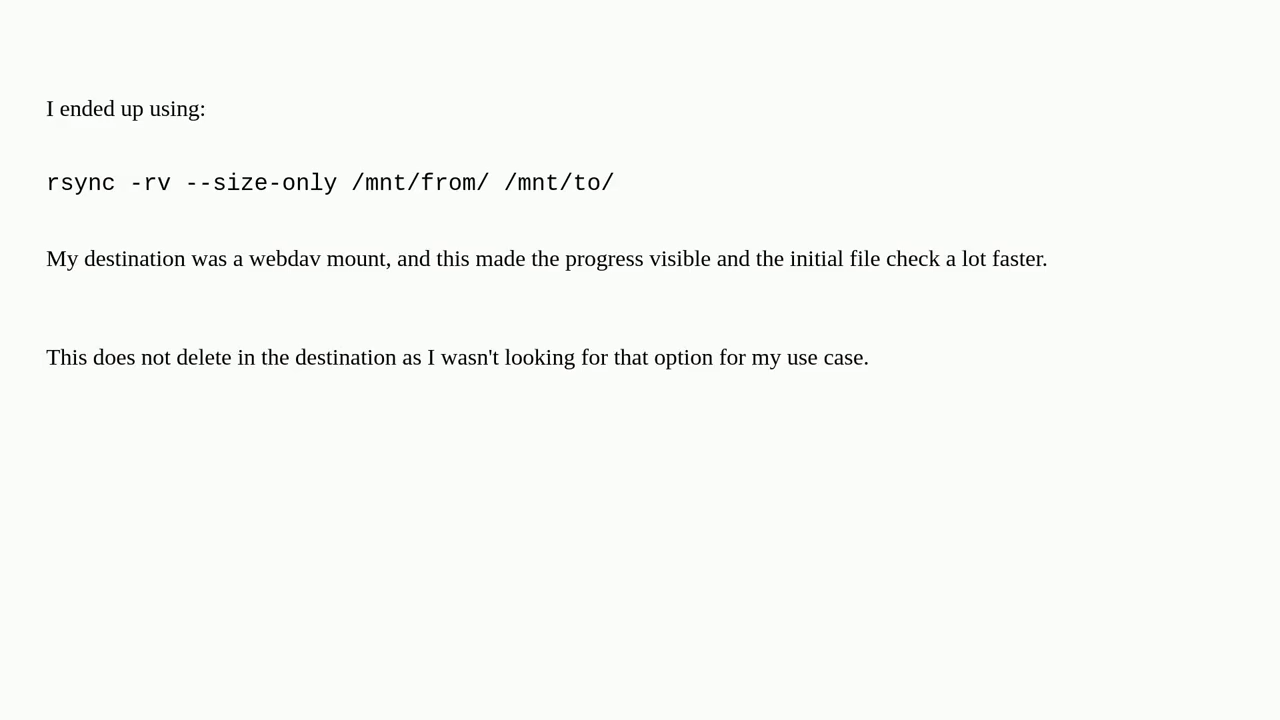 I ended up using:
rsync -rv --size-only /mnt/from/ /mnt/to/
My destination was a webdav mount, and this made the progress visible and the initial file check a lot faster.
This does not delete in the destination as I wasn't looking for that option for my use case.